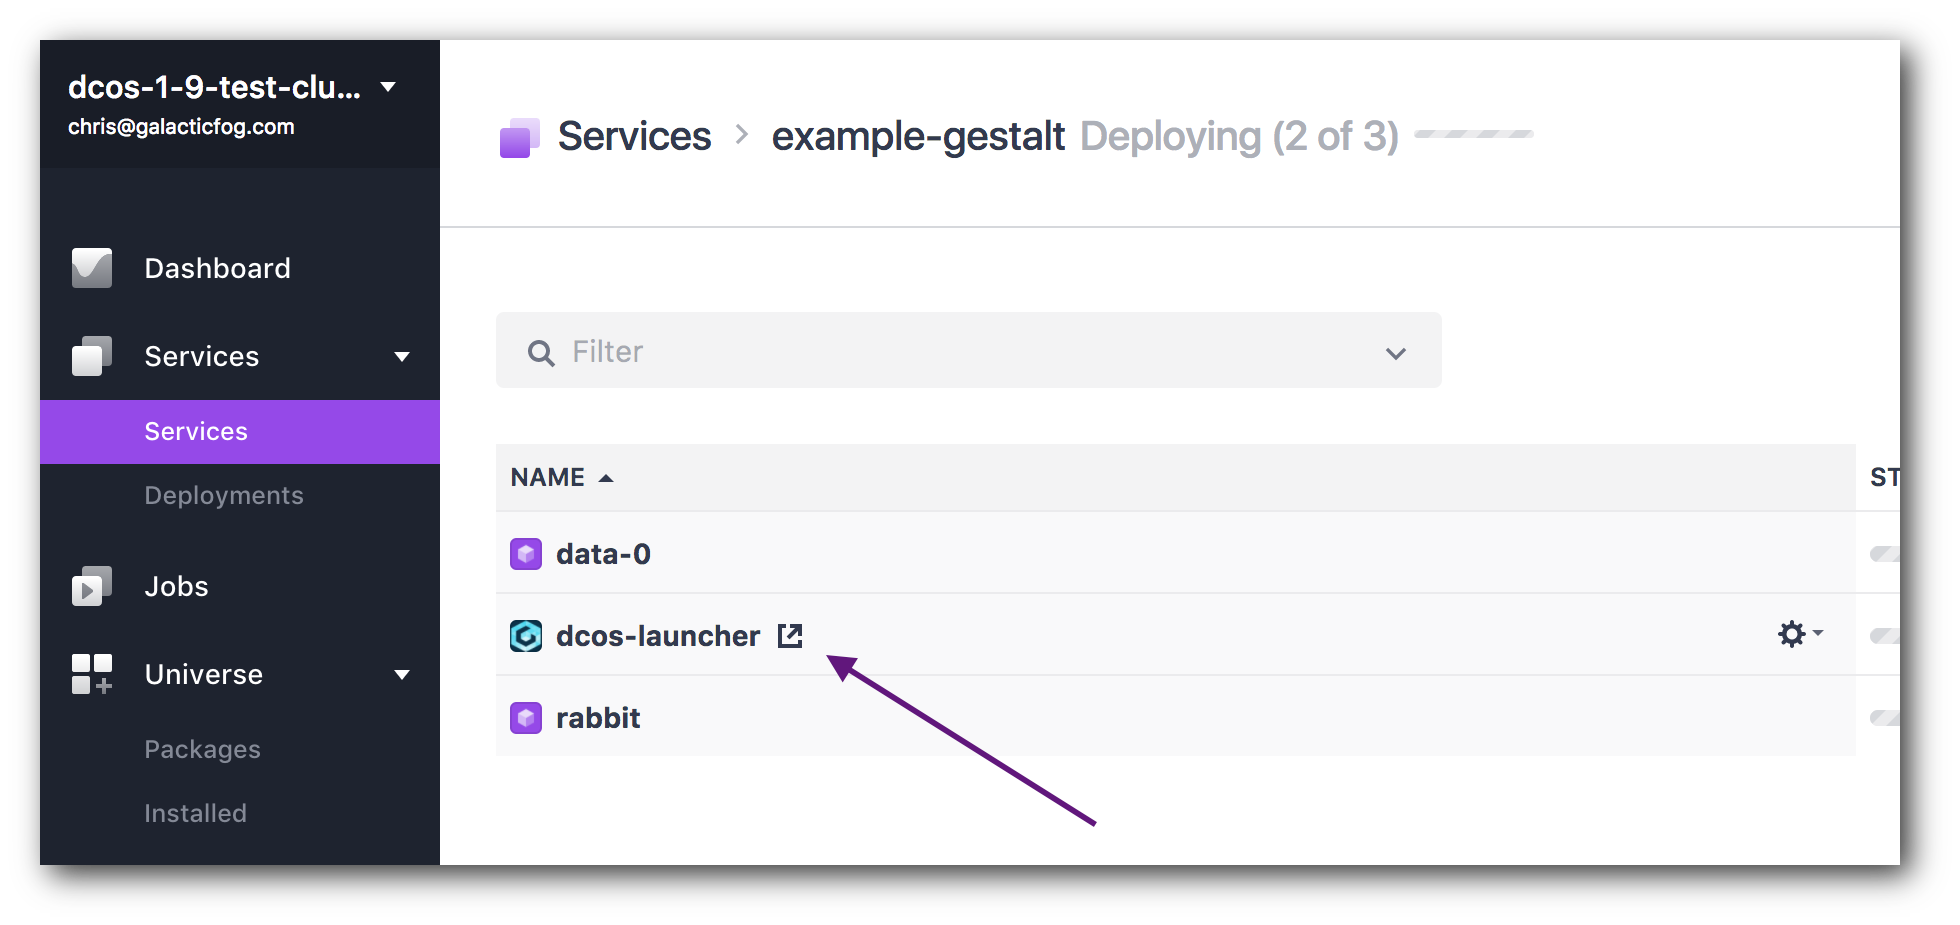 dcos-1-9-test-clu...
chris@galacticfog.com
Dashboard
Services
Services
Deployments
Jobs
Universe
Packages
Installed
Services > example-gestalt Deploying (2 of 3)
Filter
NAME ST
data-0
dcos-launcher
rabbit